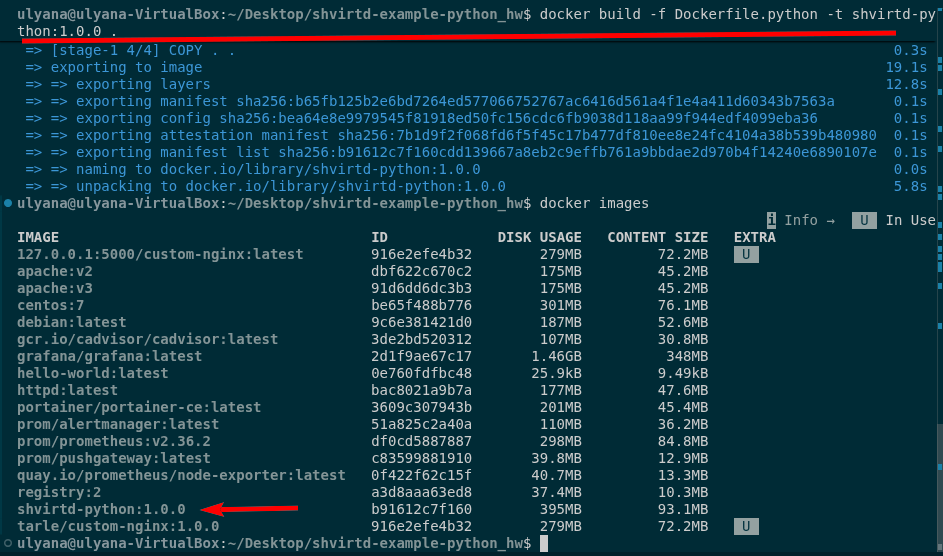 ulyana@ulyana-VirtualBox:~/Desktop/shvirtd-example-python_hw$ docker build -f Dockerfile.python -t shvirtd-py
thon:1.0.0 .
=> [stage-1 4/4] COPY . . 0.3s
=> exporting to image 19.1s
=> => exporting layers 12.8s
=> => exporting manifest sha256:b65fb125b2e6bd7264ed577066752767ac6416d561a4f1e4a411d60343b7563a 0.1s
=> => exporting config sha256:bea64e8e9979545f81918ed50fc156cdc6fb9038d118aa99f944edf4099eba36 0.1s
=> => exporting attestation manifest sha256:7b1d9f2f068fd6f5f45c17b477df810ee8e24fc4104a38b539b480980 0.1s
=> => exporting manifest list sha256:b91612c7f160cdd139667a8eb2c9effb761a9bbdae2d970b4f14240e6890107e 0.1s
=> => naming to docker.io/library/shvirtd-python:1.0.0 0.0s
=> => unpacking to docker.io/library/shvirtd-python:1.0.0 5.8s
ulyana@ulyana-VirtualBox:~/Desktop/shvirtd-example-python_hw$ docker images
i Info → U In Use
IMAGE ID DISK USAGE CONTENT SIZE EXTRA
127.0.0.1:5000/custom-nginx:latest 916e2efe4b32 279MB 72.2MB U
apache:v2 dbf622c670c2 175MB 45.2MB
apache:v3 91d6dd6dc3b3 175MB 45.2MB
centos:7 be65f488b776 301MB 76.1MB
debian:latest 9c6e381421d0 187MB 52.6MB
gcr.io/cadvisor/cadvisor:latest 3de2bd520312 107MB 30.8MB
grafana/grafana:latest 2d1f9ae67c17 1.46GB 348MB
hello-world:latest 0e760fdfbc48 25.9kB 9.49kB
httpd:latest bac8021a9b7a 177MB 47.6MB
portainer/portainer-ce:latest 3609c307943b 201MB 45.4MB
prom/alertmanager:latest 51a825c2a40a 110MB 36.2MB
prom/prometheus:v2.36.2 df0cd5887887 298MB 84.8MB
prom/pushgateway:latest c83599881910 39.8MB 12.9MB
quay.io/prometheus/node-exporter:latest 0f422f62c15f 40.7MB 13.3MB
registry:2 a3d8aaa63ed8 37.4MB 10.3MB
shvirtd-python:1.0.0 b91612c7f160 395MB 93.1MB
tarle/custom-nginx:1.0.0 916e2efe4b32 279MB 72.2MB U
ulyana@ulyana-VirtualBox:~/Desktop/shvirtd-example-python_hw$